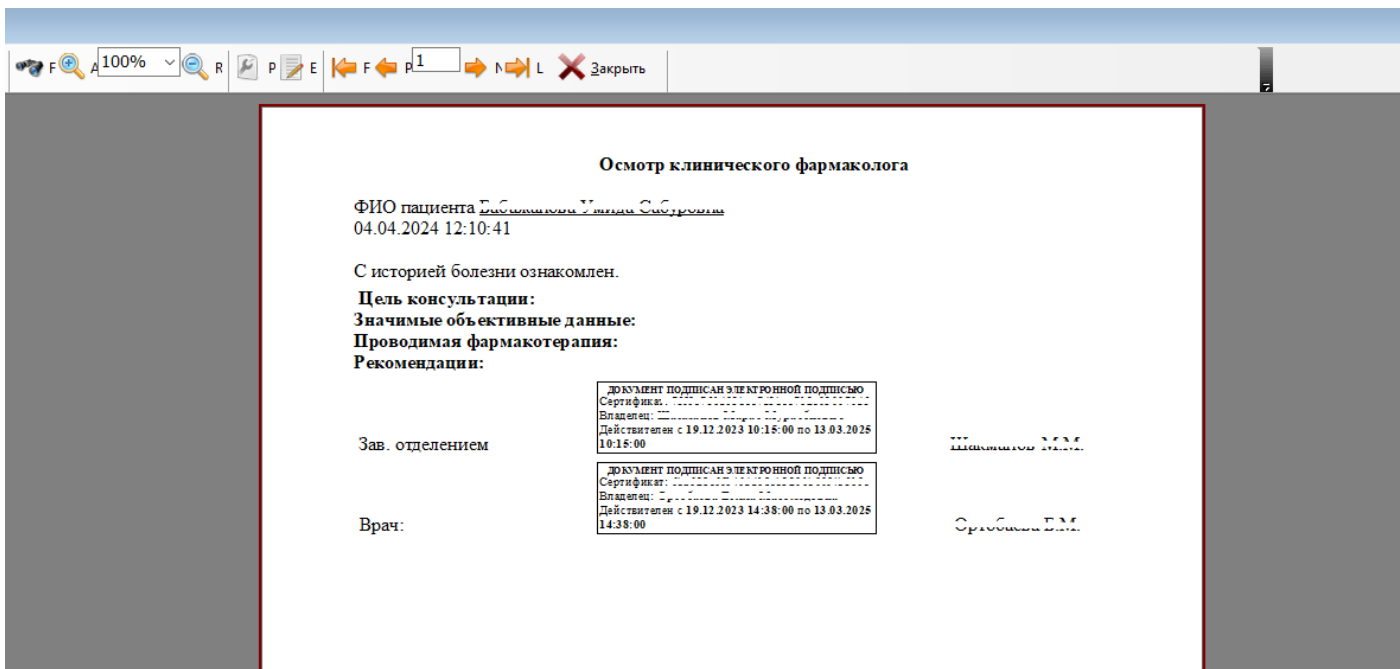 F A 100% R P E F P 1 N L Закрыть
Осмотр клинического фармаколога
ФИО пациента
04.04.2024 12:10:41
С историей болезни ознакомлен.
Цель консультации:
Значимые объективные данные:
Проводимая фармакотерапия:
Рекомендации:
ДОКУМЕНТ ПОДПИСАН ЭЛЕКТРОННОЙ ПОДПИСЬЮ
Сертификат:
Владелец:
Действителен с 19.12.2023 10:15:00 по 13.03.2025
10:15:00
Зав. отделением
ДОКУМЕНТ ПОДПИСАН ЭЛЕКТРОННОЙ ПОДПИСЬЮ
Сертификат:
Владелец:
Действителен с 19.12.2023 14:38:00 по 13.03.2025
14:38:00
Врач: